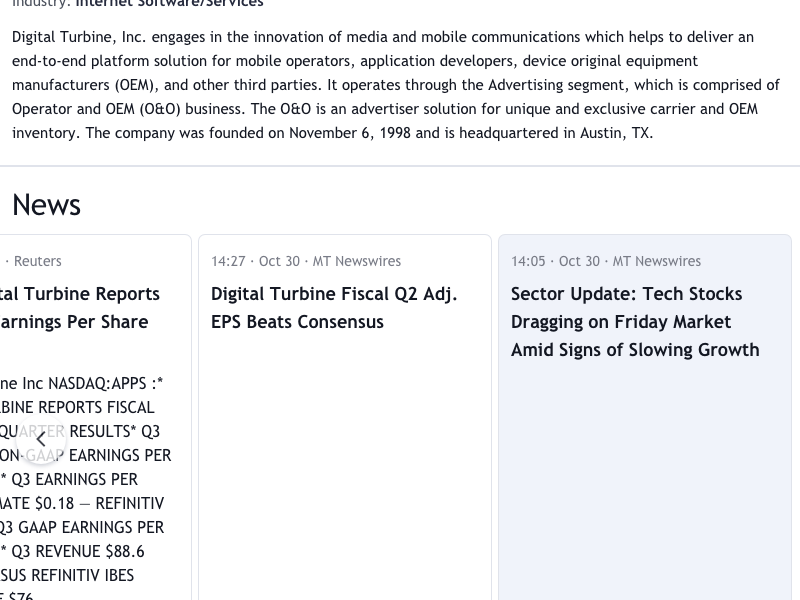 Industry: Internet Software/Services
Digital Turbine, Inc. engages in the innovation of media and mobile communications which helps to deliver an
end-to-end platform solution for mobile operators, application developers, device original equipment
manufacturers (OEM), and other third parties. It operates through the Advertising segment, which is comprised of
Operator and OEM (O&O) business. The O&O is an advertiser solution for unique and exclusive carrier and OEM
inventory. The company was founded on November 6, 1998 and is headquartered in Austin, TX.
News
· Reuters
tal Turbine Reports
arnings Per Share
ne Inc NASDAQ:APPS :*
BINE REPORTS FISCAL
QUARTER RESULTS* Q3
ON-GAAP EARNINGS PER
* Q3 EARNINGS PER
MATE $0.18 — REFINITIV
Q3 GAAP EARNINGS PER
* Q3 REVENUE $88.6
SUS REFINITIV IBES
E $76
14:27 · Oct 30 · MT Newswires
Digital Turbine Fiscal Q2 Adj.
EPS Beats Consensus
14:05 · Oct 30 · MT Newswires
Sector Update: Tech Stocks
Dragging on Friday Market
Amid Signs of Slowing Growth